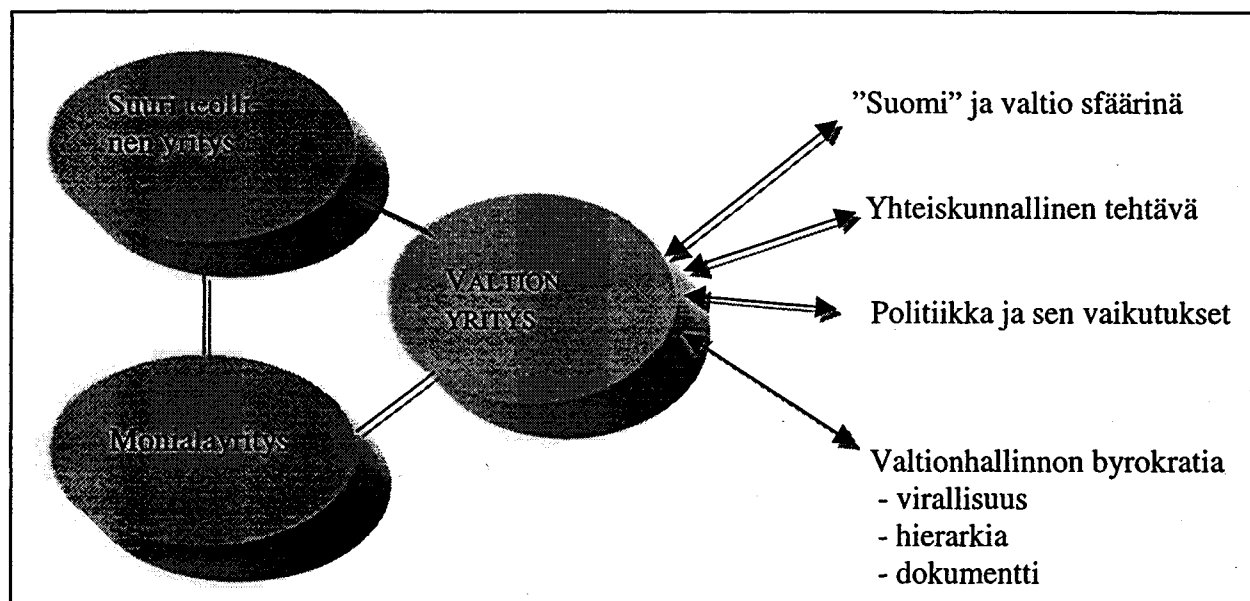 Suuri teolli-
nen yritys
VALTION
YRITYS
Monialayritys
”Suomi” ja valtio sfäärinä
Yhteiskunnallinen tehtävä
Politiikka ja sen vaikutukset
Valtionhallinnon byrokratia
- virallisuus
- hierarkia
- dokumentti